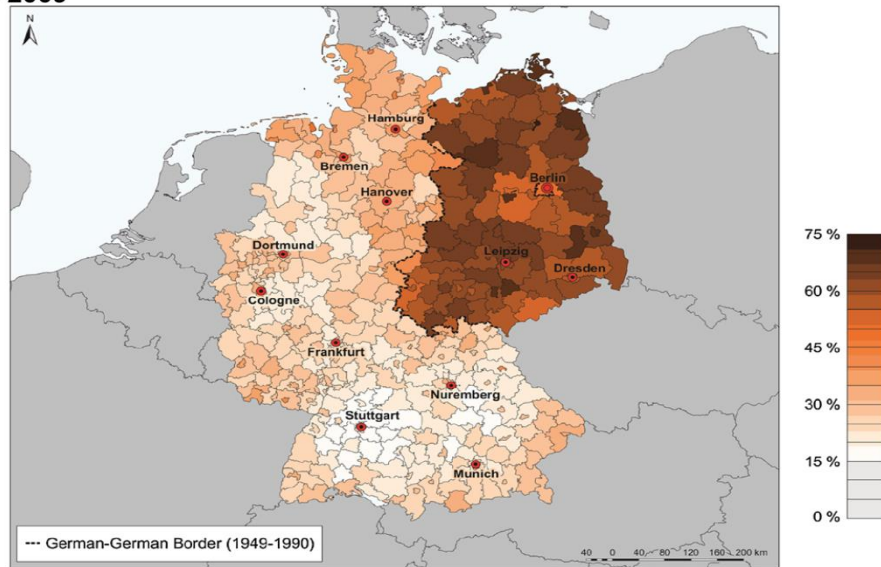 N
Hamburg
Bremen
Berlin
Hanover
Dortmund
Leipzig
Dresden
Cologne
Frankfurt
Nuremberg
Stuttgart
Munich
75 %
60 %
45 %
30 %
15 %
0 %
--- German-German Border (1949-1990)
40 0 40 80 120 160 200 km